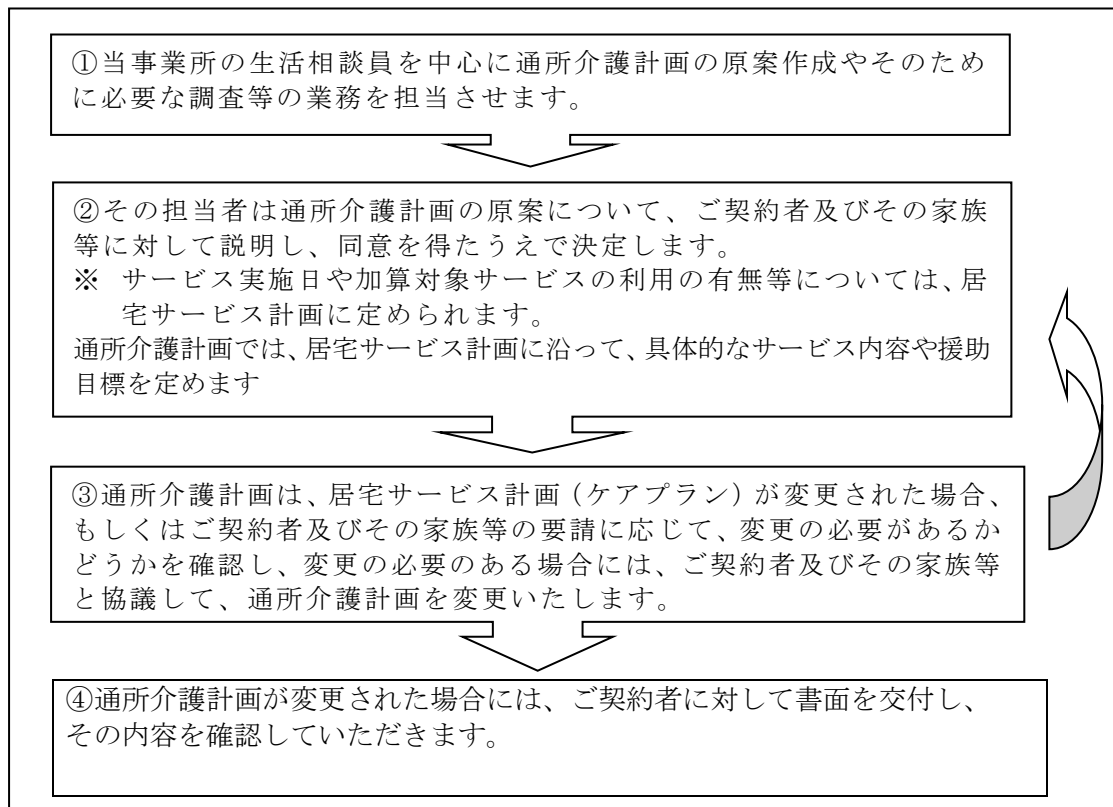 ①当事業所の生活相談員を中心に通所介護計画の原案作成やそのため
に必要な調査等の業務を担当させます。
②その担当者は通所介護計画の原案について、ご契約者及びその家族
等に対して説明し、同意を得たうえで決定します。
※ サービス実施日や加算対象サービスの利用の有無等については、居
宅サービス計画に定められます。
通所介護計画では、居宅サービス計画に沿って、具体的なサービス内容や援助
目標を定めます
③通所介護計画は、居宅サービス計画（ケアプラン）が変更された場合、
もしくはご契約者及びその家族等の要請に応じて、変更の必要があるか
どうかを確認し、変更の必要のある場合には、ご契約者及びその家族等
と協議して、通所介護計画を変更いたします。
④通所介護計画が変更された場合には、ご契約者に対して書面を交付し、
その内容を確認していただきます。